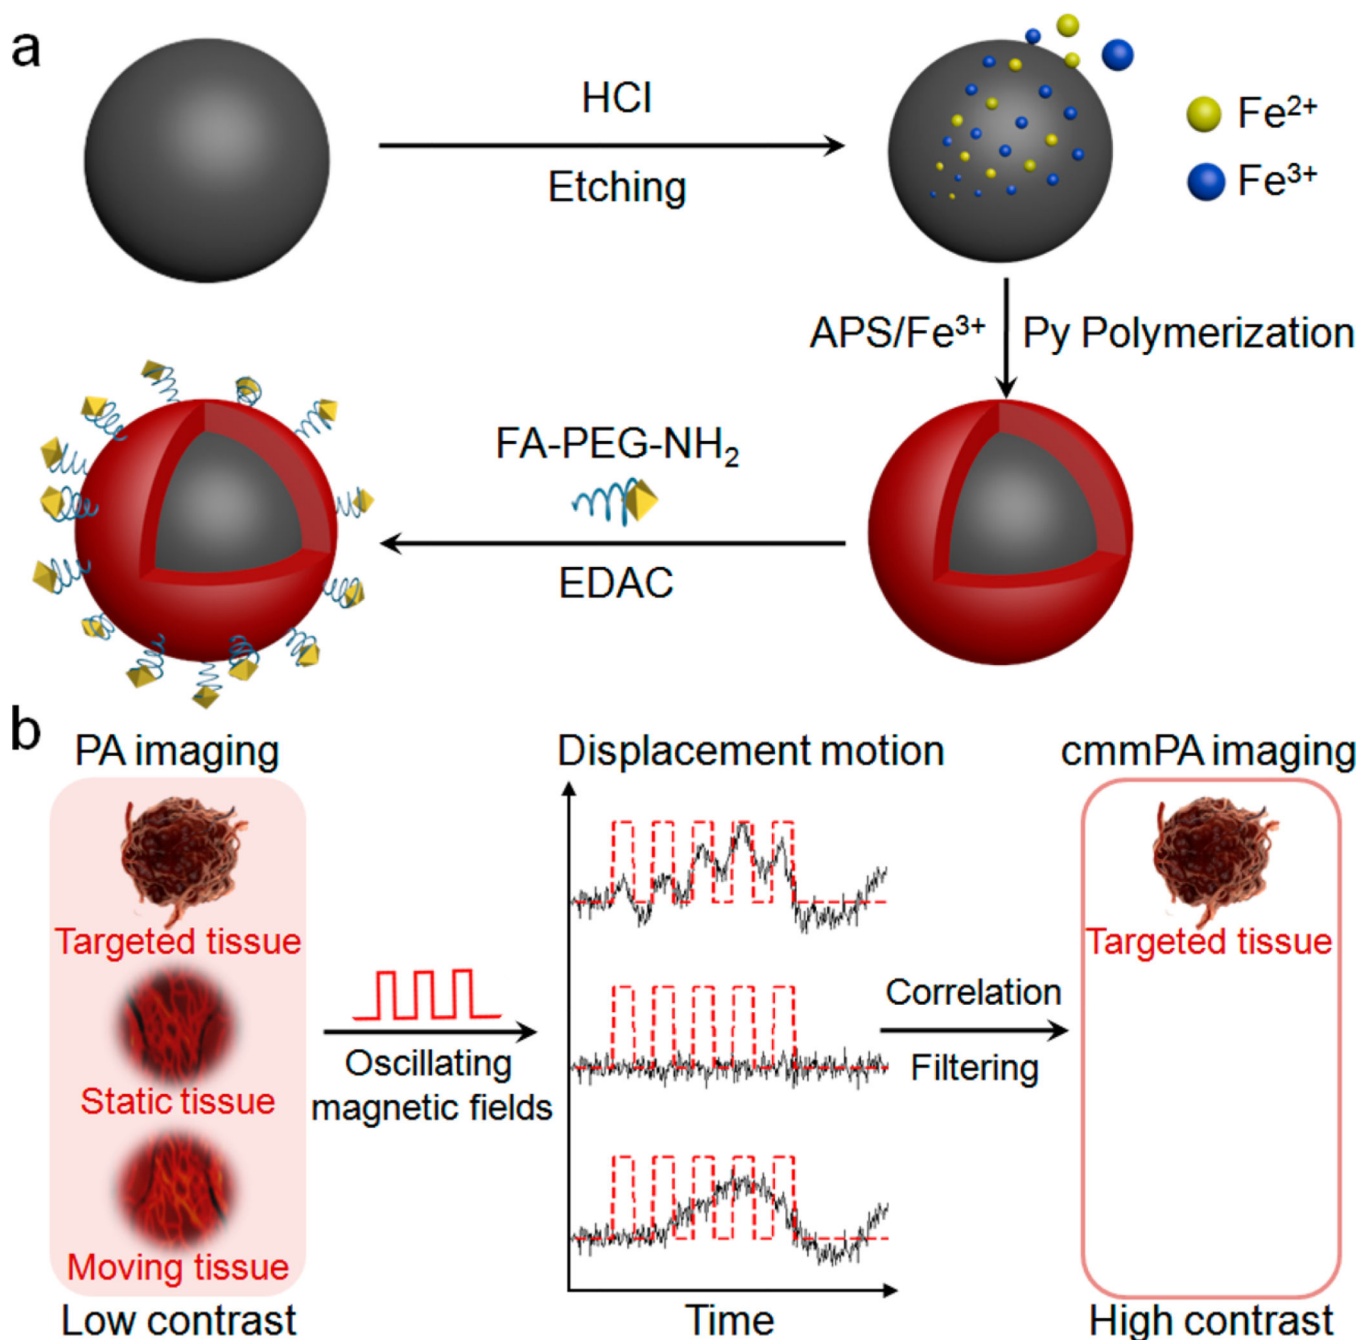 a
HCl
Etching
Fe²⁺
Fe³⁺
APS/Fe³⁺ Py Polymerization
FA-PEG-NH₂
EDAC
b
PA imaging
Displacement motion
cmmPA imaging
Targeted tissue
Static tissue
Moving tissue
Low contrast
Oscillating
magnetic fields
Time
Correlation
Filtering
Targeted tissue
High contrast